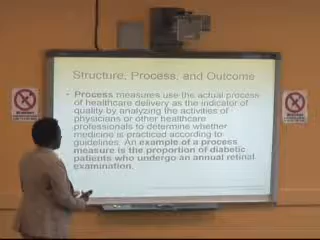 Structure, Process, and Outcome
• Process measures use the actual process
of healthcare delivery as the indicator of
quality by analyzing the activities of
physicians or other healthcare
professionals to determine whether
medicine is practiced according to
guidelines. An example of a process
measure is the proportion of diabetic
patients who undergo an annual retinal
examination.